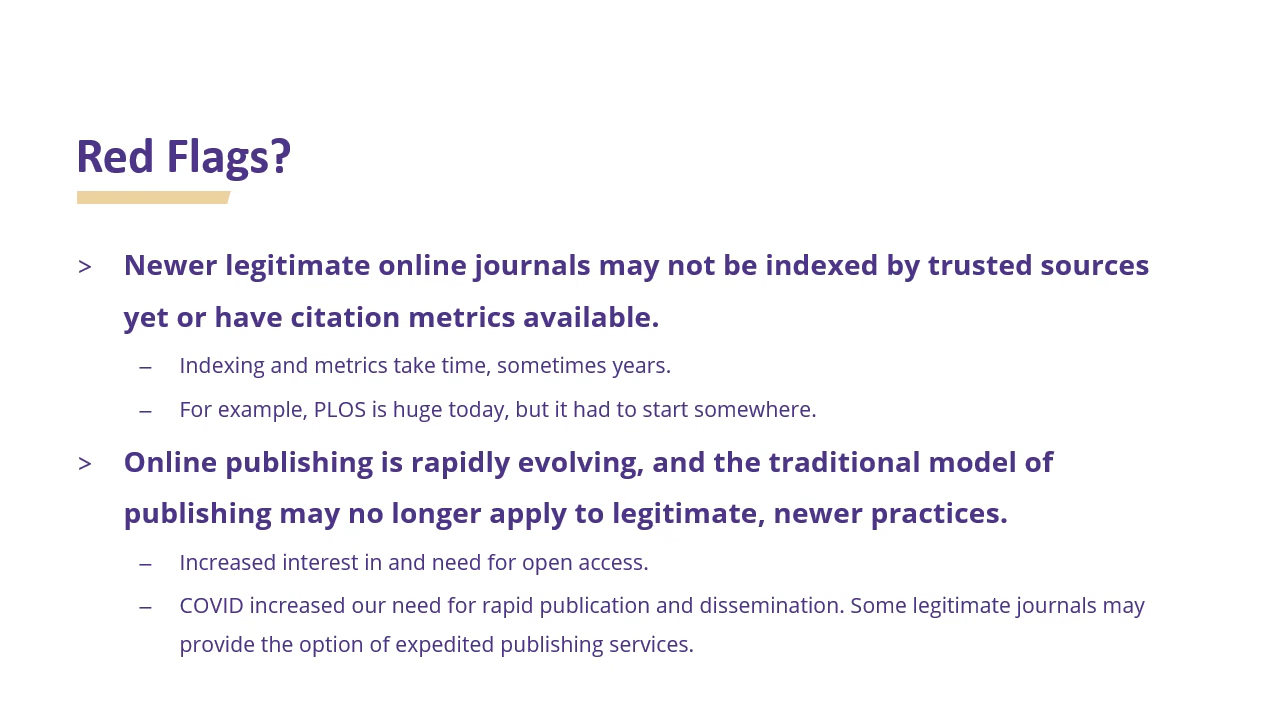 Red Flags?
> Newer legitimate online journals may not be indexed by trusted sources
yet or have citation metrics available.
– Indexing and metrics take time, sometimes years.
– For example, PLOS is huge today, but it had to start somewhere.
> Online publishing is rapidly evolving, and the traditional model of
publishing may no longer apply to legitimate, newer practices.
– Increased interest in and need for open access.
– COVID increased our need for rapid publication and dissemination. Some legitimate journals may
provide the option of expedited publishing services.